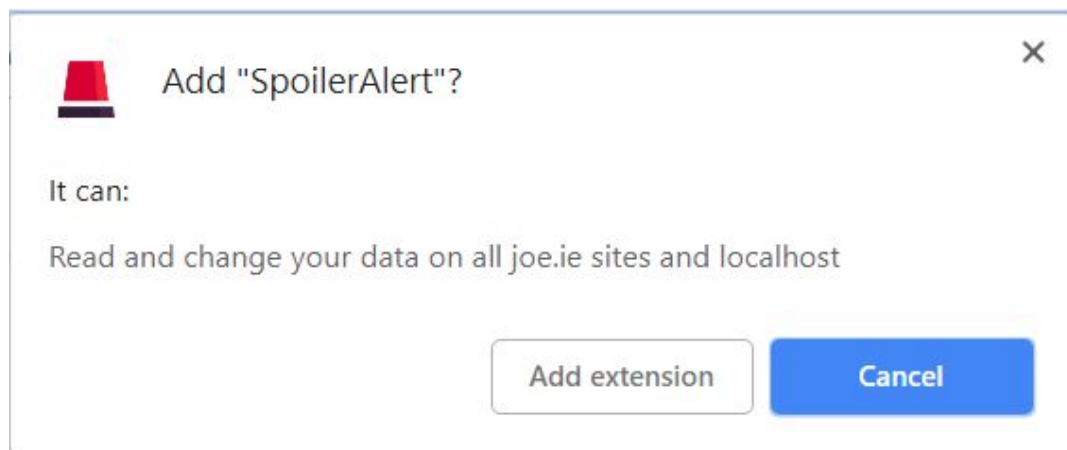 Add "SpoilerAlert"?
It can:
Read and change your data on all joe.ie sites and localhost
Add extension
Cancel